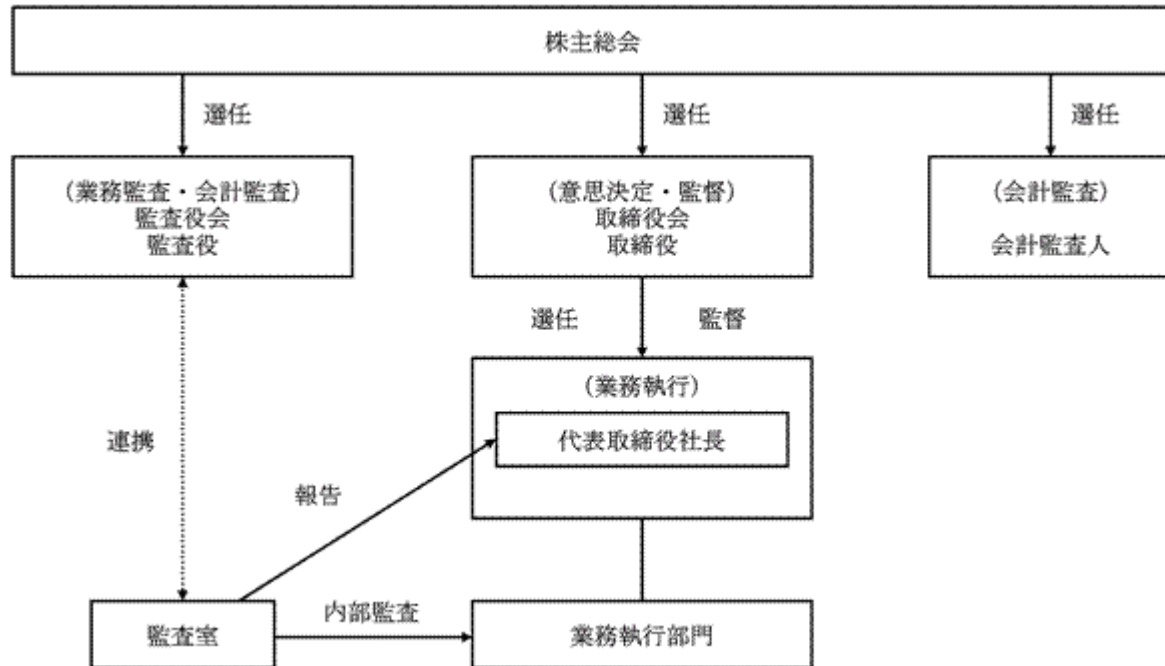 株主総会
選任
選任
選任
(業務監査・会計監査)
監査役会
監査役
(意思決定・監督)
取締役会
取締役
(会計監査)
会計監査人
選任
監督
(業務執行)
代表取締役社長
連携
報告
内部監査
監査室
業務執行部門